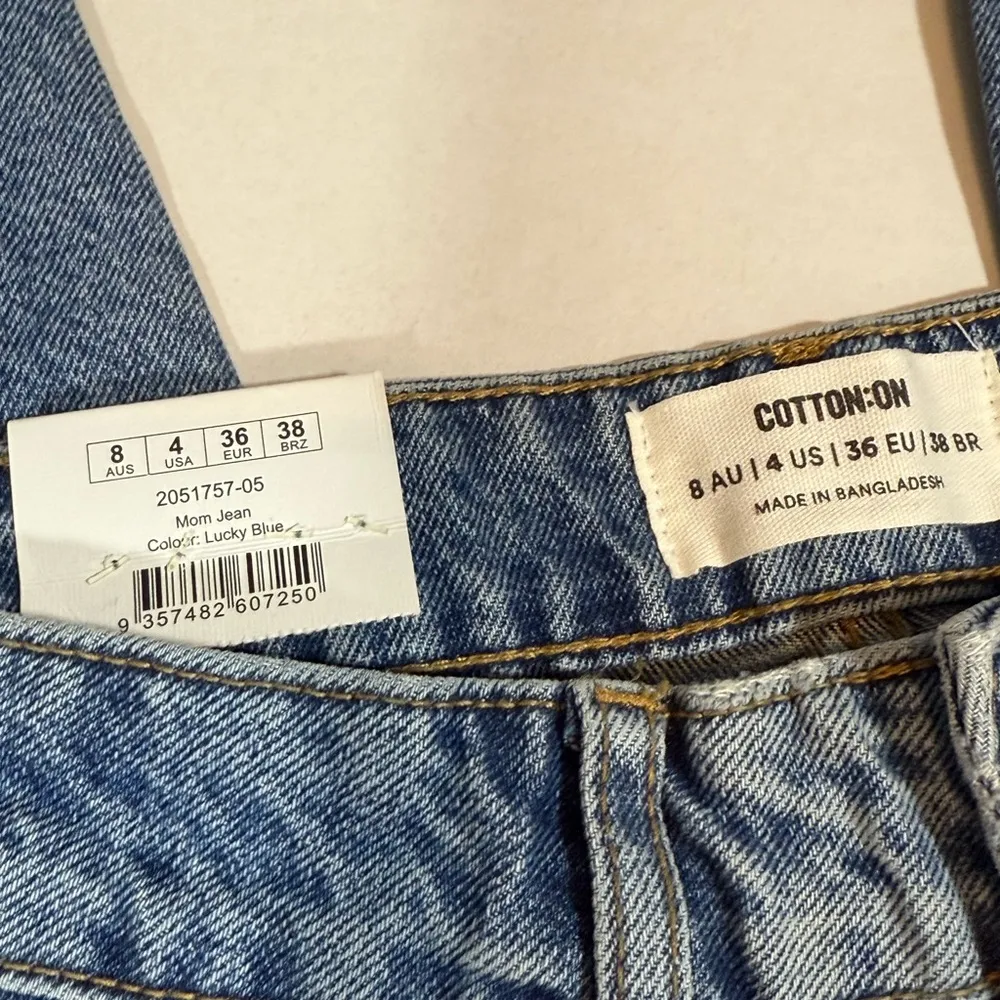 8 4 36 38
AUS USA EUR BRZ
2051757-05
Mom Jean
Colour: Lucky Blue
9 357482 607250
COTTON:ON
8 AU | 4 US | 36 EU | 38 BR
MADE IN BANGLADESH